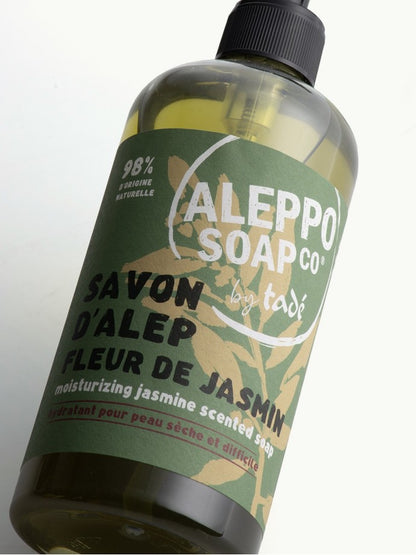 98%
D'ORIGINE
NATURELLE
ALEPPO
SOAP CO®
by tadé
SAVON
D'ALEP
FLEUR DE JASMIN
moisturizing jasmine scented soap
hydratant pour peau sèche et difficile